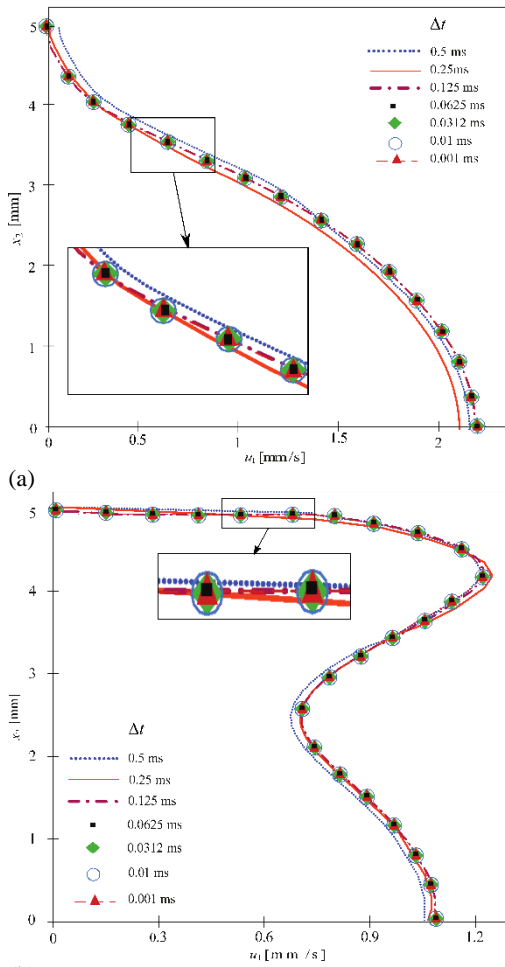 Δt
0.5 ms
0.25ms
0.125 ms
0.0625 ms
0.0312 ms
0.01 ms
0.001 ms
x₂ [mm]
5
4
3
2
1
0
0 0.5 1 1.5 2
u₁ [mm/s]
(a)
[mm]
5
4
3
2
1
0
Δt
0.5 ms
0.25 ms
0.125 ms
0.0625 ms
0.0312 ms
0.01 ms
0.001 ms
0 0.3 0.6 0.9 1.2
u₁ [m m /s]